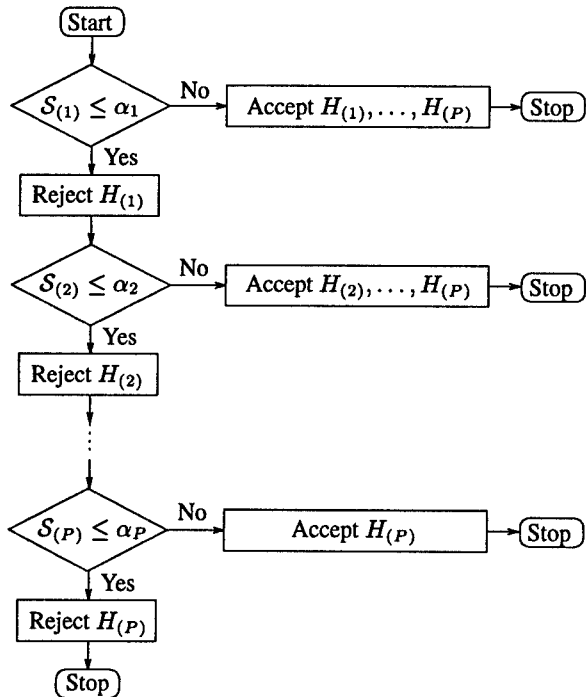 Start
S(1) ≤ α1
No
Accept H(1), . . . , H(P)
Stop
Yes
Reject H(1)
S(2) ≤ α2
No
Accept H(2), . . . , H(P)
Stop
Yes
Reject H(2)
S(P) ≤ αP
No
Accept H(P)
Stop
Yes
Reject H(P)
Stop